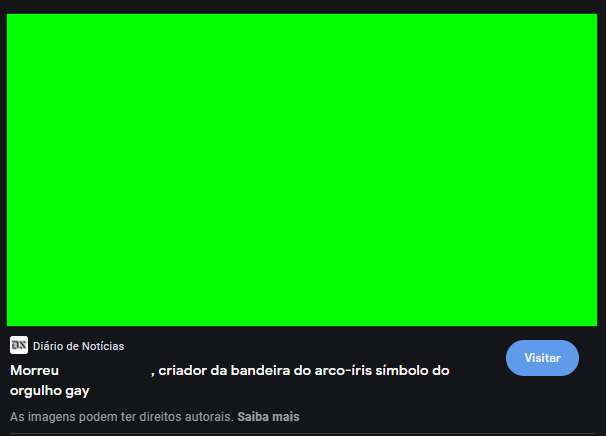 DN Diário de Notícias
Visitar
Morreu , criador da bandeira do arco-íris símbolo do
orgulho gay
As imagens podem ter direitos autorais. Saiba mais